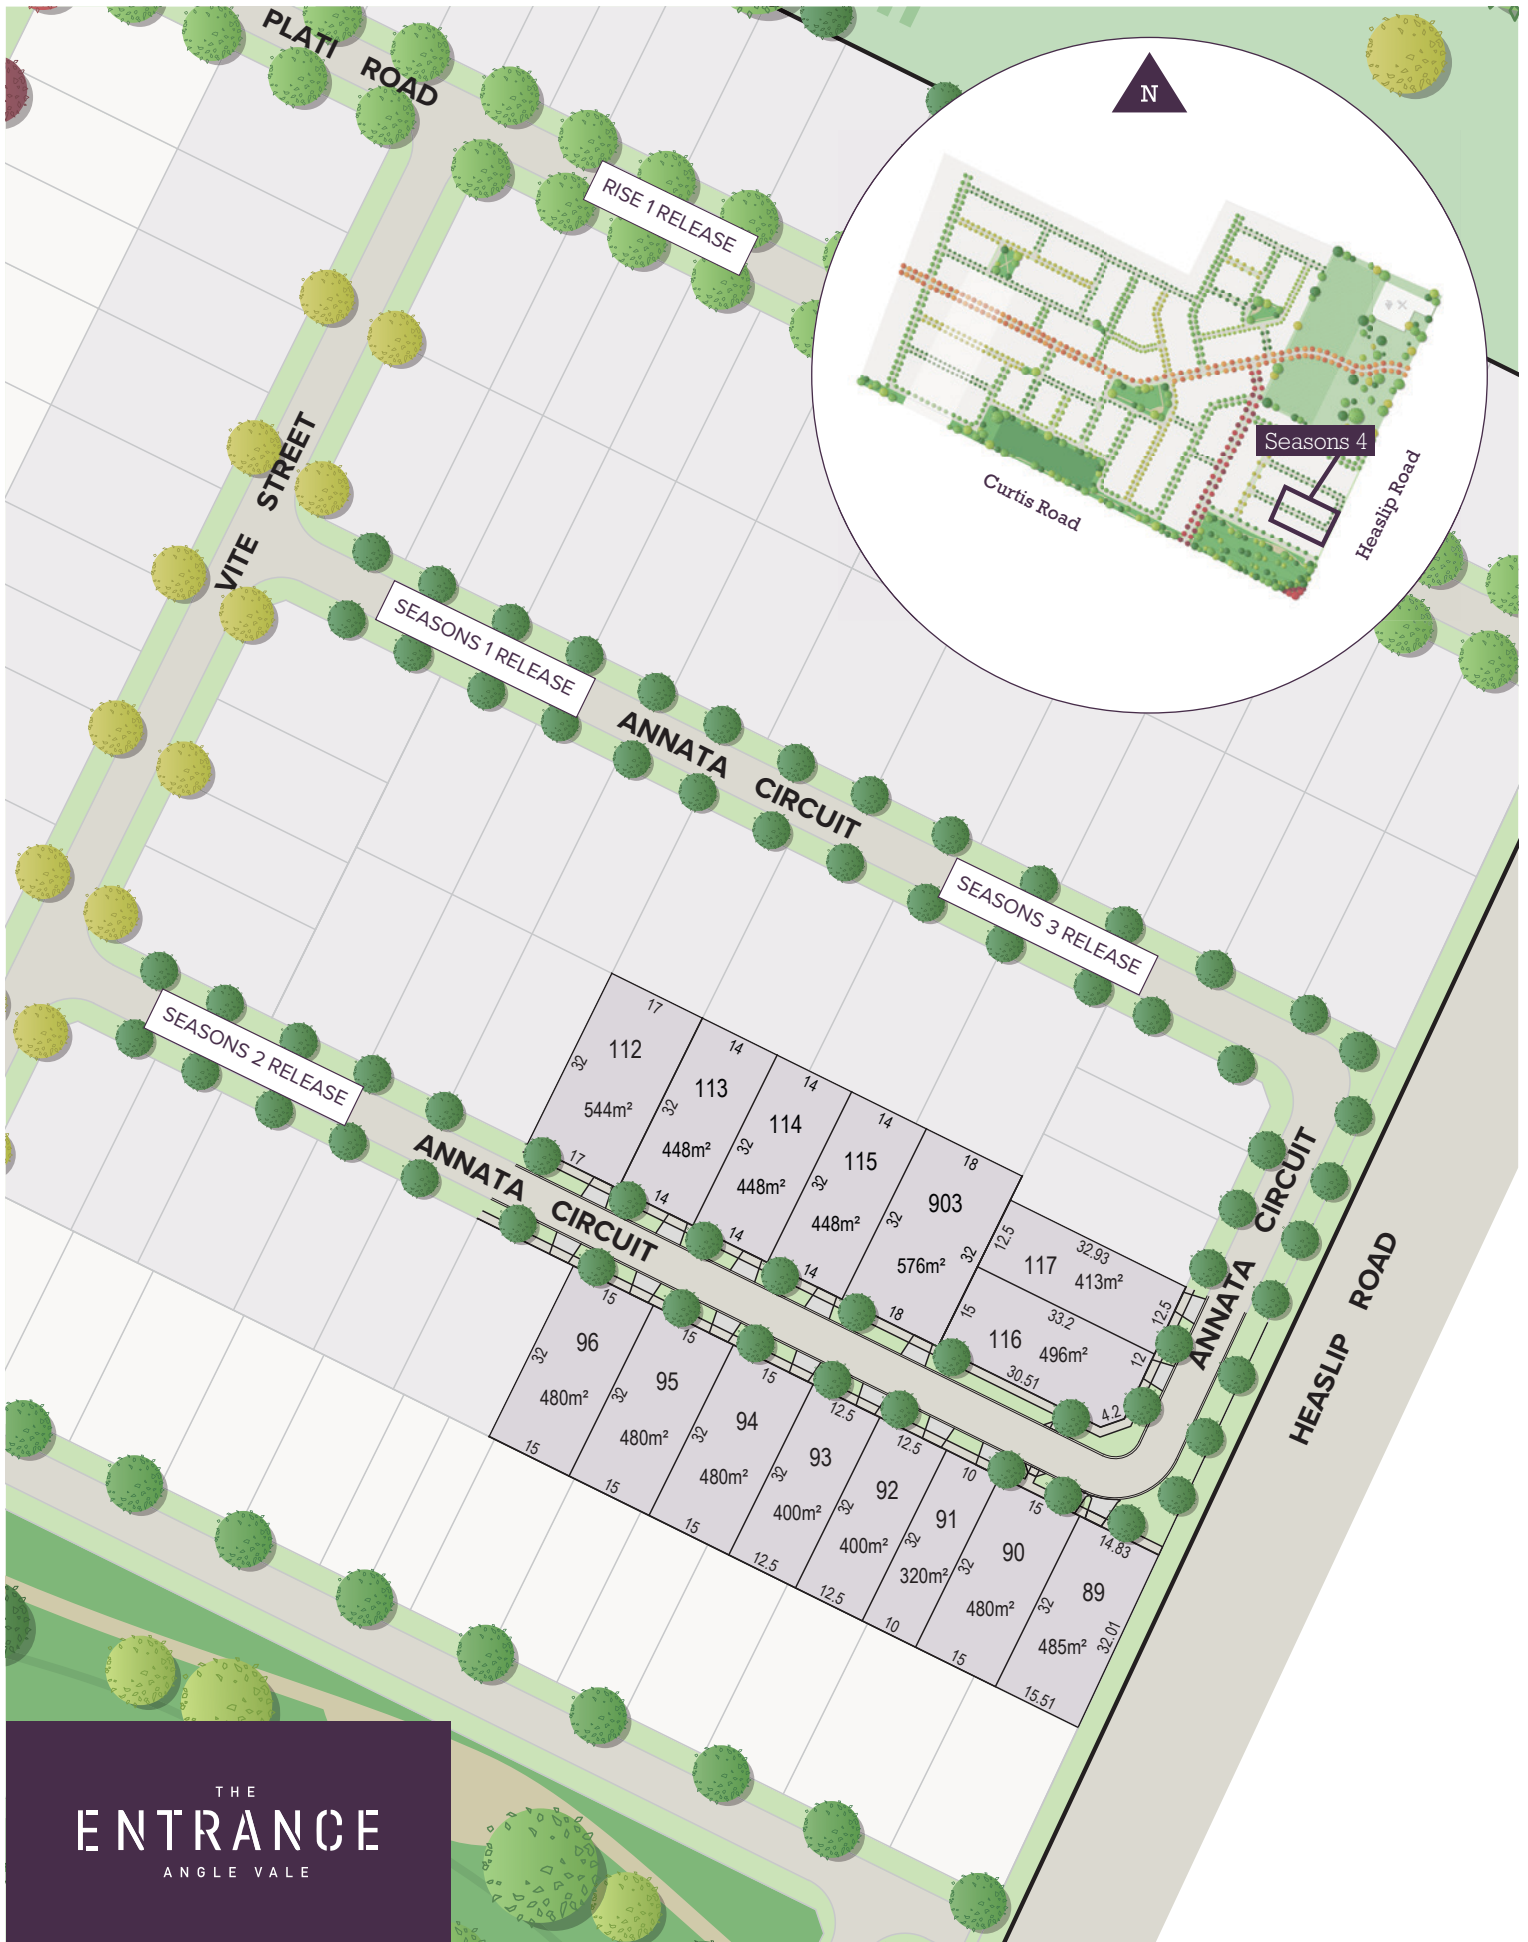 PLATI ROAD
N
RISE 1 RELEASE
Seasons 4
Curtis Road
Heaslip Road
VITE STREET
SEASONS 1 RELEASE
ANNATA CIRCUIT
SEASONS 3 RELEASE
SEASONS 2 RELEASE
ANNATA CIRCUIT
ANNATA CIRCUIT
HEASLIP ROAD
17
32
112
544m²
17
14
113
32
448m²
14
14
114
32
448m²
14
14
115
32
448m²
14
18
903
32
576m²
32
18
12.5
32.93
117
413m²
12.5
15
33.2
116
496m²
12
30.51
4.2
15
96
32
480m²
15
15
95
32
480m²
15
15
94
32
480m²
15
12.5
93
32
400m²
12.5
12.5
92
32
400m²
12.5
10
91
32
320m²
10
15
90
32
480m²
15
14.83
89
32
485m²
32.01
15.51
THE
ENTRANCE
ANGLE VALE